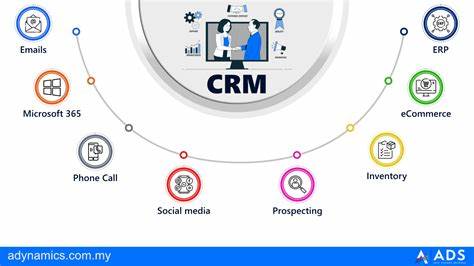 CRM
Emails
ERP
Microsoft 365
eCommerce
Phone Call
Inventory
Social media
Prospecting
adynamics.com.my
ADS